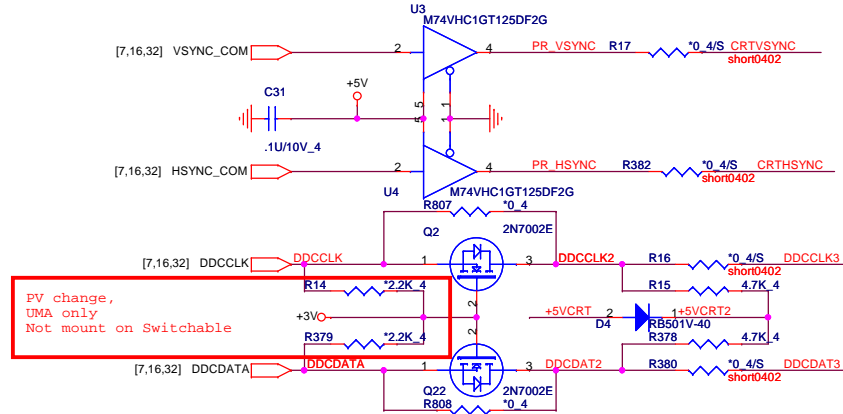 U3
M74VHC1GT125DF2G
[7,16,32] VSYNC_COM 2 4 PR_VSYNC R17 *0_4/S CRTVSYNC
short0402
C31 +5V
5 1
5 1
.1U/10V_4
[7,16,32] HSYNC_COM 2 4 PR_HSYNC R382 *0_4/S CRTHSYNC
short0402
U4 M74VHC1GT125DF2G
R807 *0_4
Q2 2N7002E
[7,16,32] DDCCLK DDCCLK 1 3 DDCCLK2 R16 *0_4/S DDCCLK3
short0402
R14 *2.2K_4 R15 4.7K_4
2
PV change,
UMA only
Not mount on Switchable
+3V +5VCRT 2 1 +5VCRT2
D4 RB501V-40
2
R379 *2.2K_4 R378 4.7K_4
[7,16,32] DDCDATA DDCDATA 1 3 DDCDAT2 R380 *0_4/S DDCDAT3
short0402
Q22 2N7002E
R808 *0_4